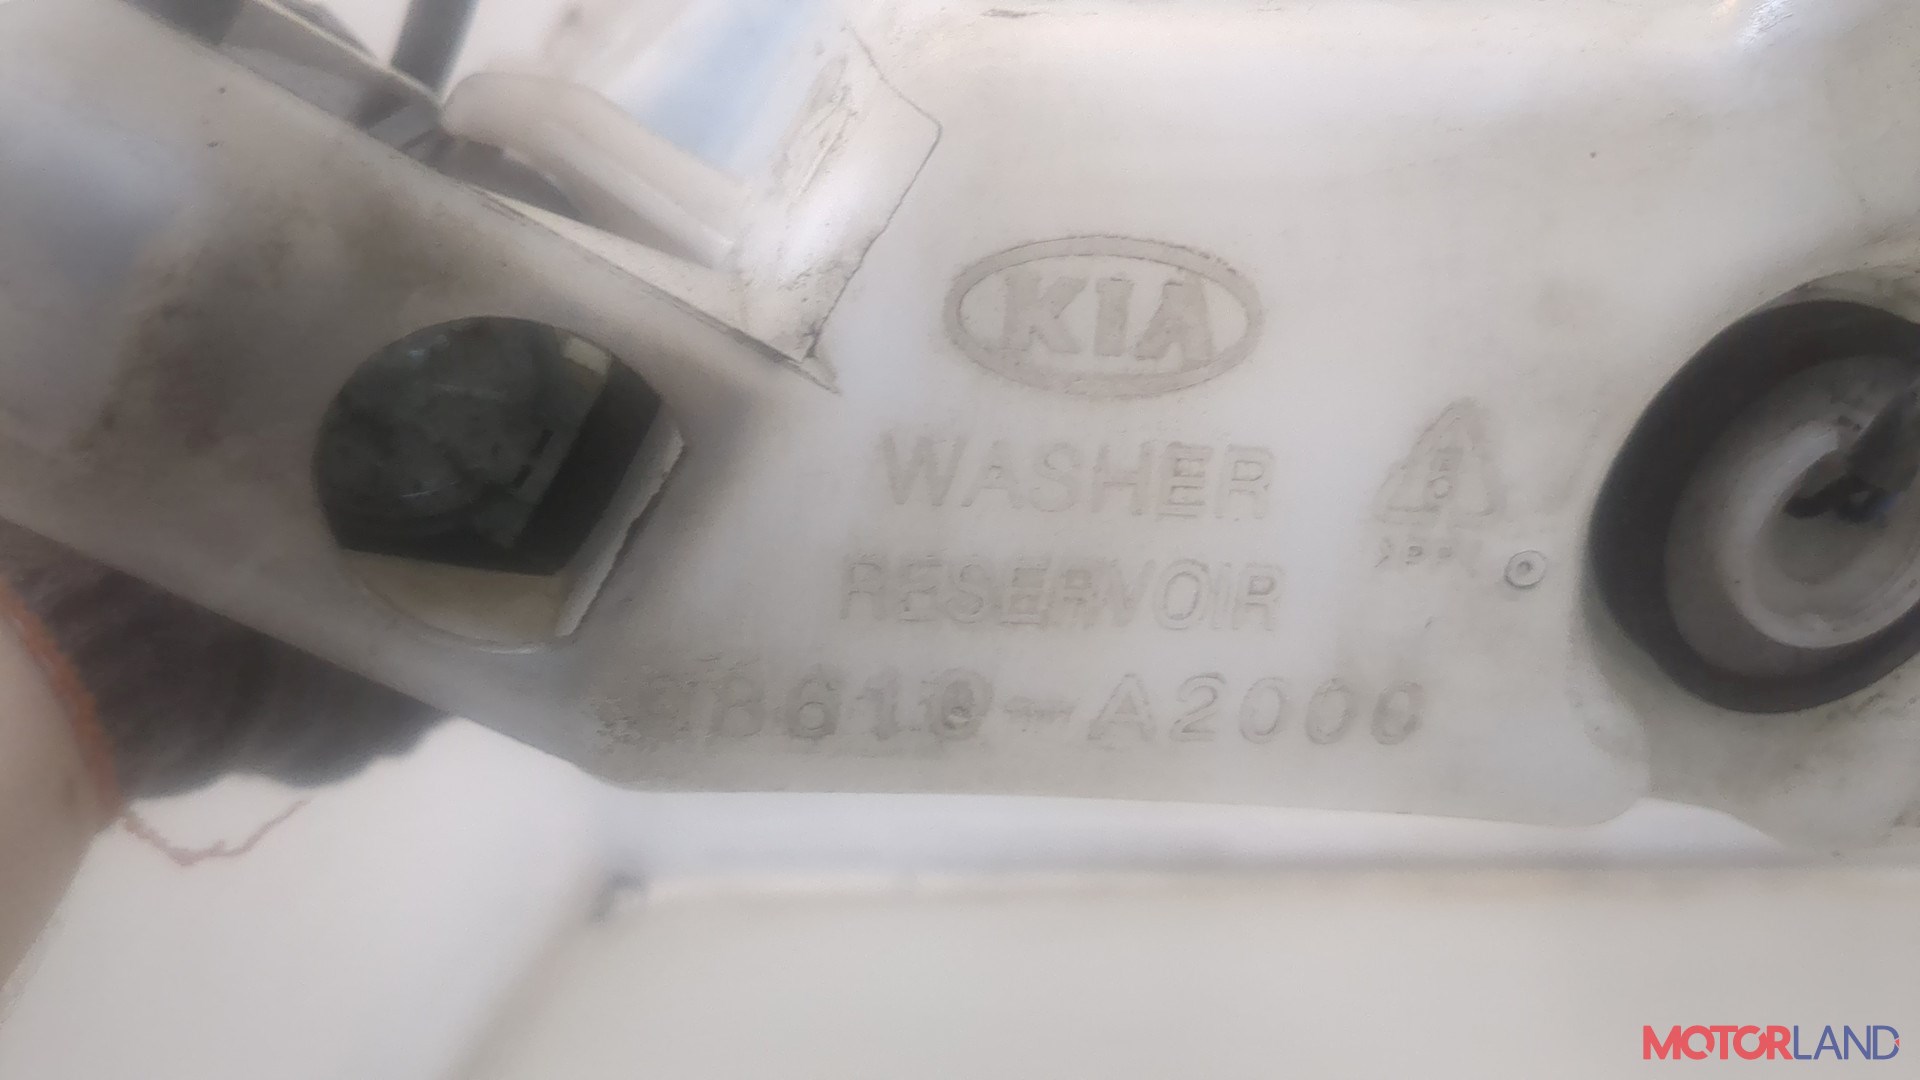 KIA
WASHER
RESERVOIR
A2000
MOTORLAND